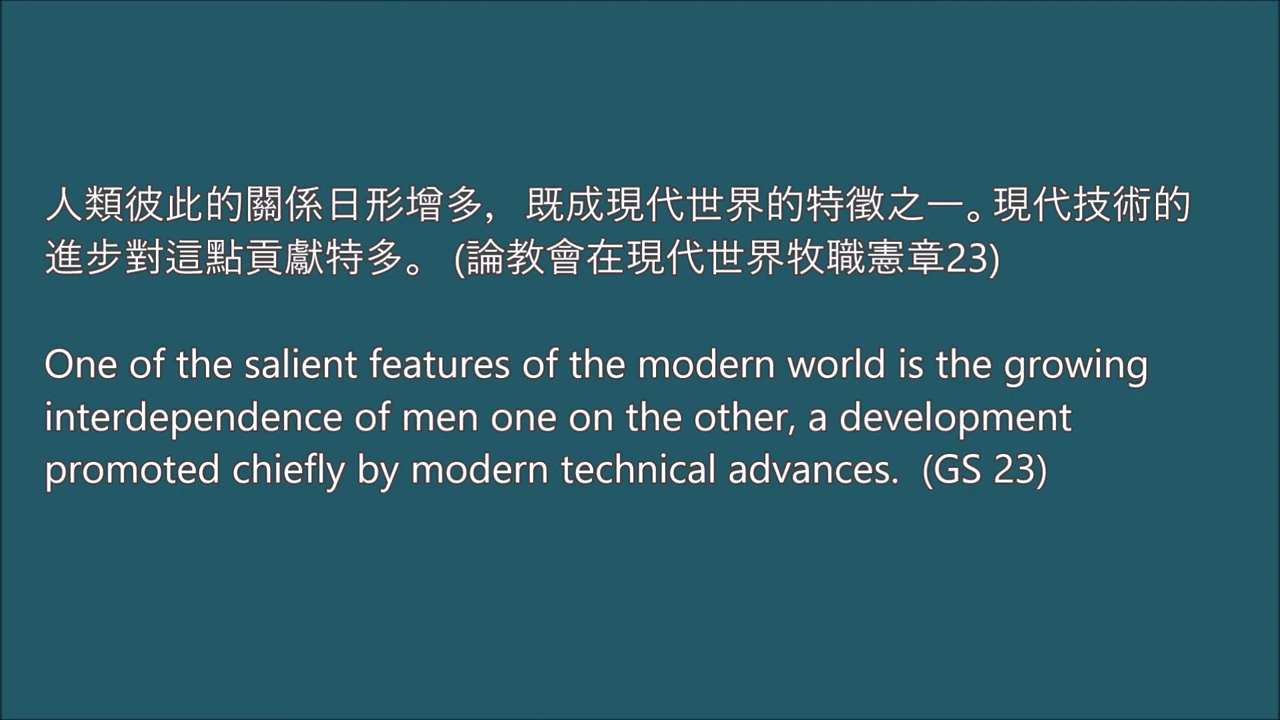 人類彼此的關係日形增多，既成現代世界的特徵之一。現代技術的
進步對這點貢獻特多。 (論教會在現代世界牧職憲章23)
One of the salient features of the modern world is the growing
interdependence of men one on the other, a development
promoted chiefly by modern technical advances.  (GS 23)